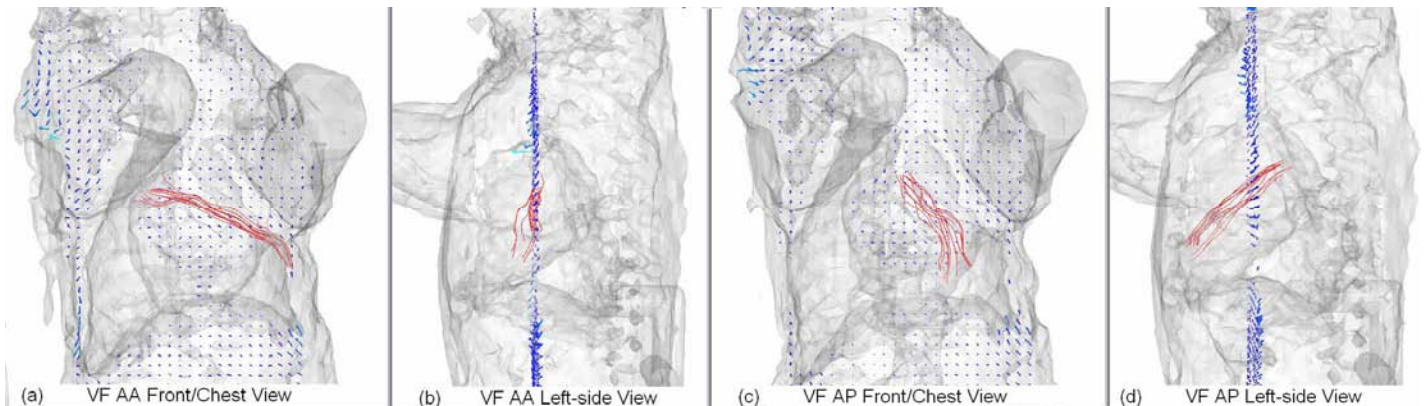 (a) VF AA Front/Chest View
(b) VF AA Left-side View
(c) VF AP Front/Chest View
(d) VF AP Left-side View